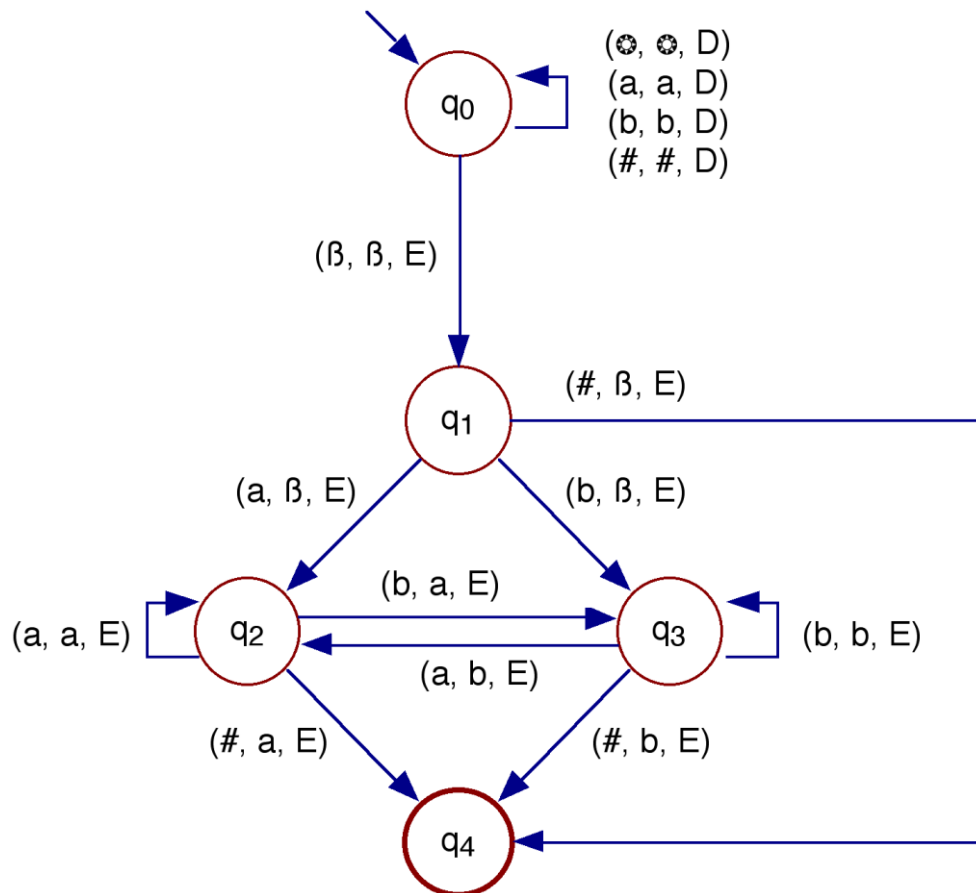 (⊛, ⊛, D)
(a, a, D)
q0
(b, b, D)
(#, #, D)
(ß, ß, E)
(#, ß, E)
q1
(a, ß, E)
(b, ß, E)
(b, a, E)
(a, a, E)
q2
q3
(b, b, E)
(a, b, E)
(#, a, E)
(#, b, E)
q4